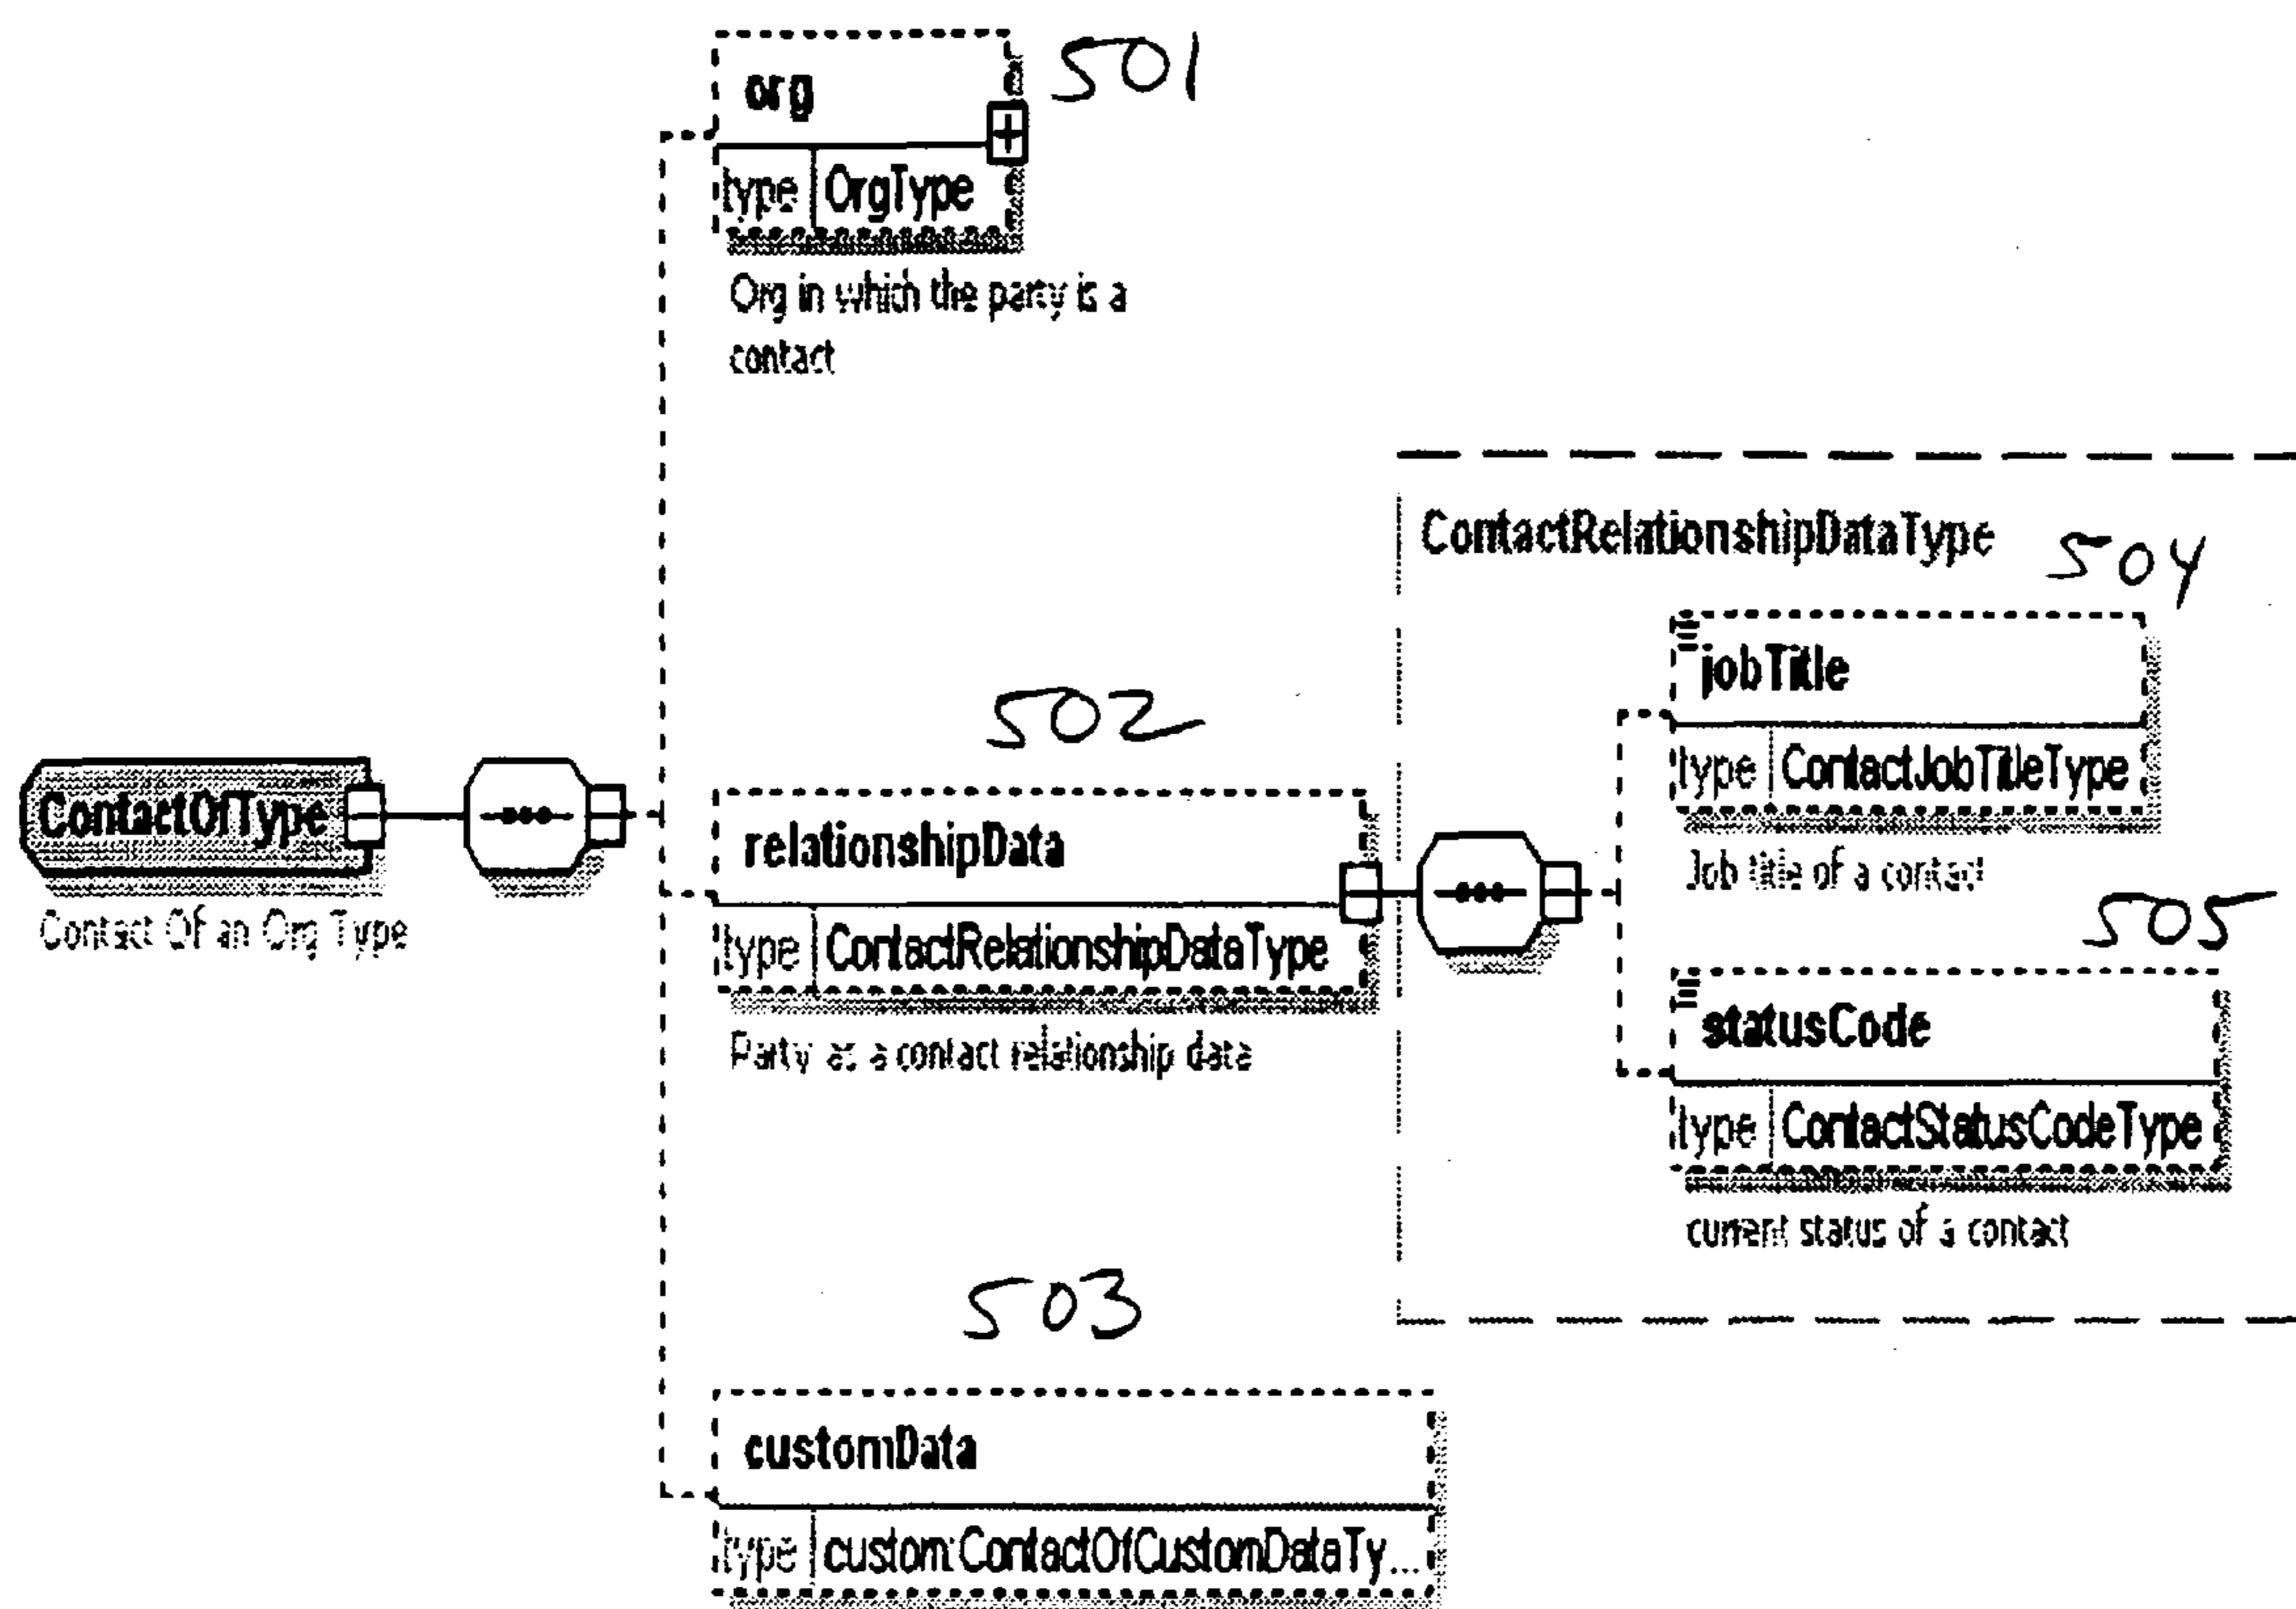 org
501
type OrgType
Org in which the party is a
contact
ContactRelationshipDataType
504
jobTitle
type ContactJobTitleType
Job title of a contact
502
ContactOfType
Contact Of an Org Type
relationshipData
type ContactRelationshipDataType
Party as a contact relationship data
505
statusCode
type ContactStatusCodeType
current status of a contact
503
customData
type custom:ContactOfCustomDataTy...